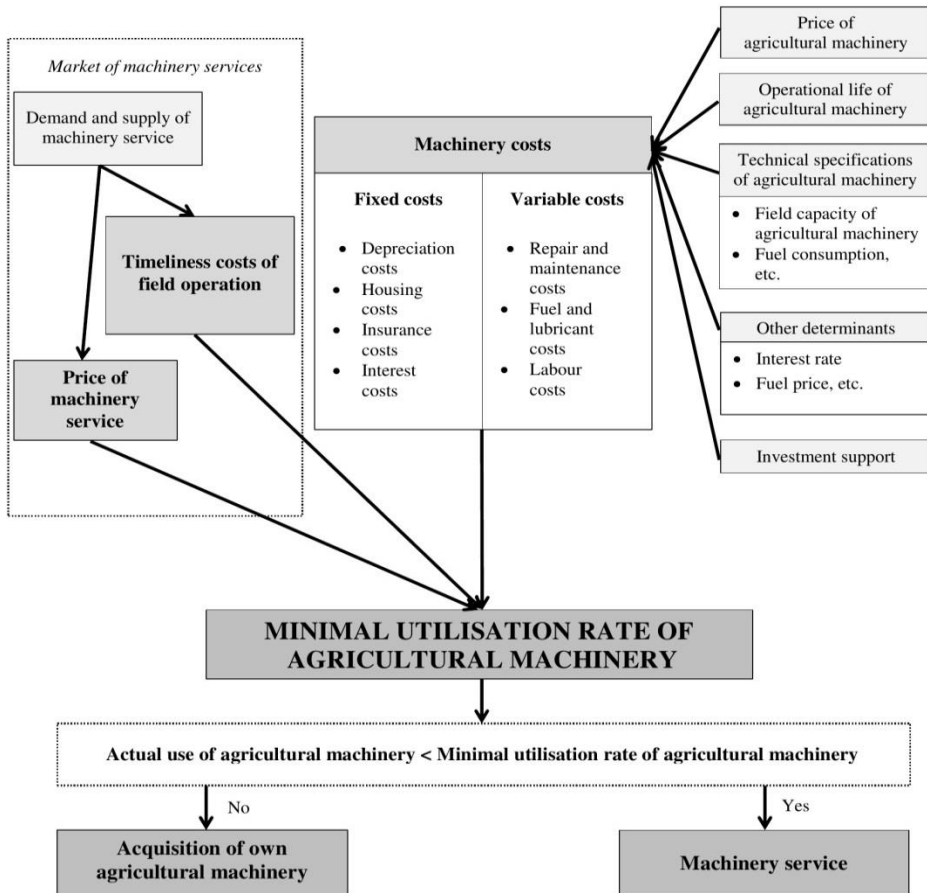 Market of machinery services
Demand and supply of
machinery service
Timeliness costs of
field operation
Price of
machinery
service
Machinery costs
Fixed costs
• Depreciation
costs
• Housing
costs
• Insurance
costs
• Interest
costs
Variable costs
• Repair and
maintenance
costs
• Fuel and
lubricant
costs
• Labour
costs
Price of
agricultural machinery
Operational life of
agricultural machinery
Technical specifications
of agricultural machinery
• Field capacity of
agricultural machinery
• Fuel consumption,
etc.
Other determinants
• Interest rate
• Fuel price, etc.
Investment support
MINIMAL UTILISATION RATE OF
AGRICULTURAL MACHINERY
Actual use of agricultural machinery < Minimal utilisation rate of agricultural machinery
No
Yes
Acquisition of own
agricultural machinery
Machinery service